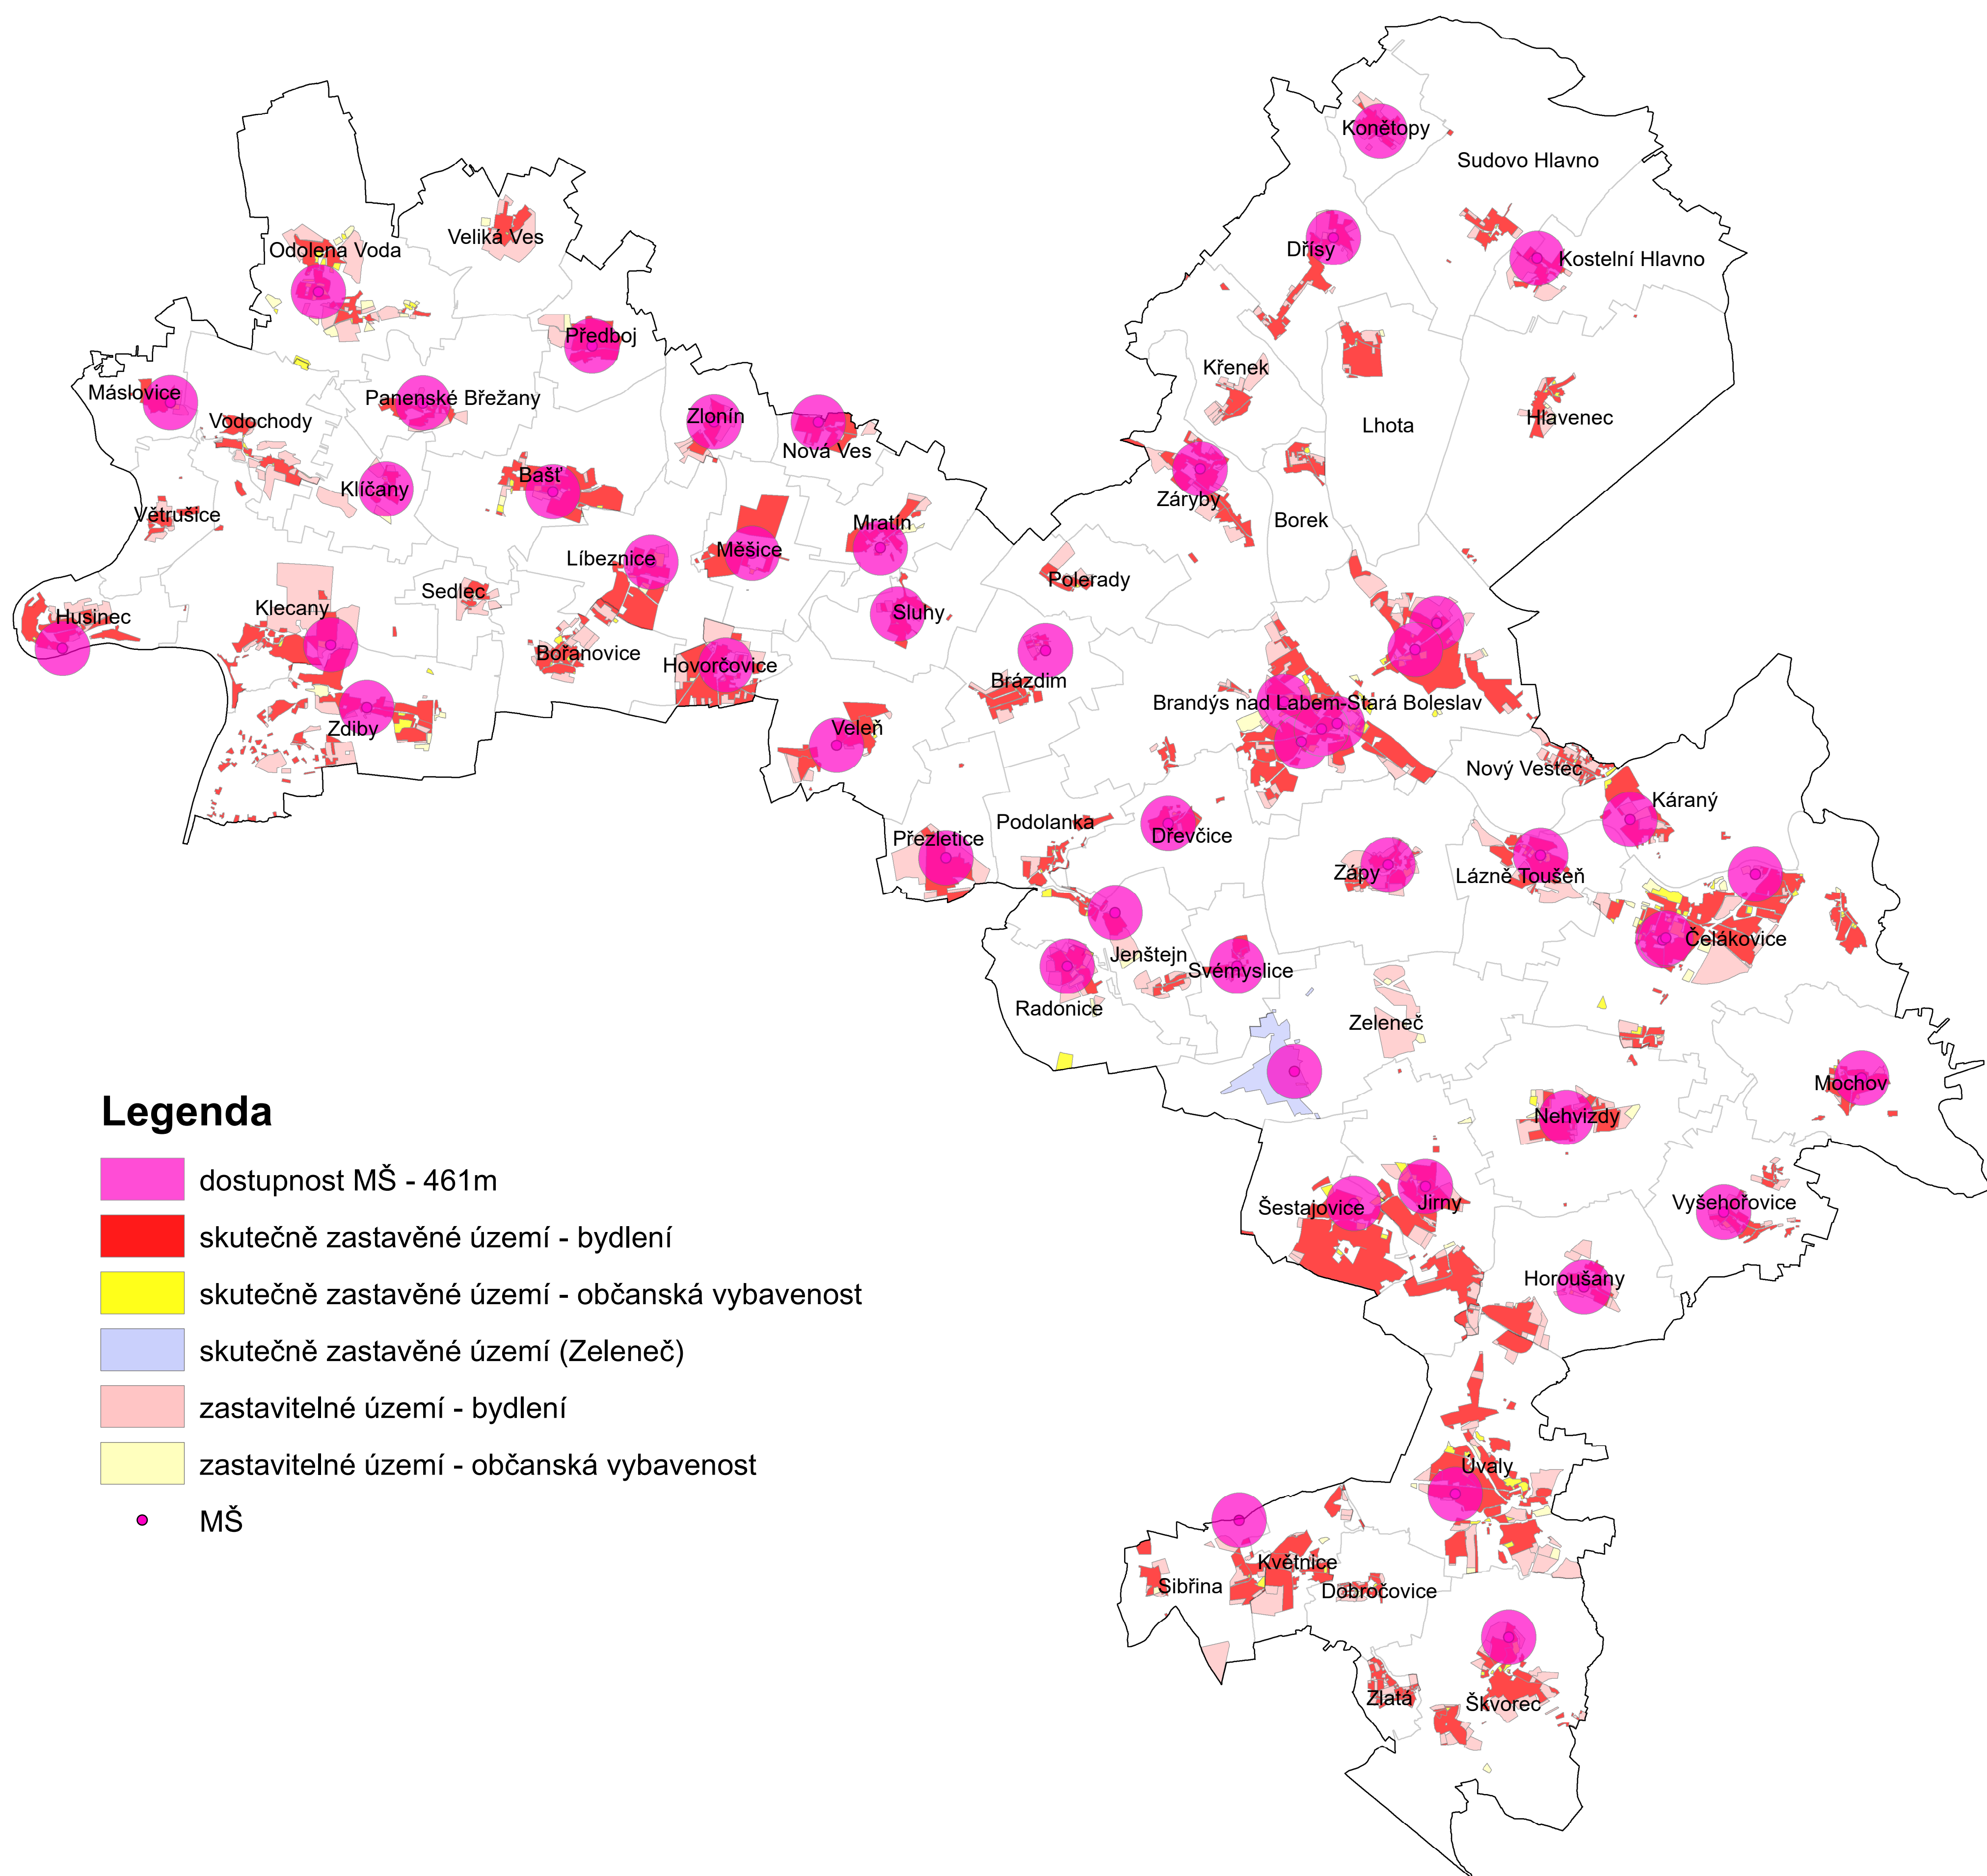 Konětopy
Sudovo Hlavno
Veliká Ves
Odolena Voda
Dřísy
Kostelní Hlavno
Předboj
Křenek
Máslovice
Panenské Břežany
Vodochody
Zlonín
Nová Ves
Lhota
Hlavenec
Bašť
Klíčany
Záryby
Větrušice
Mratín
Borek
Měšice
Líbeznice
Polerady
Sedlec
Klecany
Husinec
Sluhy
Bořanovice
Hovorčovice
Brázdim
Brandýs nad Labem-Stará Boleslav
Zdiby
Veleň
Nový Vestec
Káraný
Podolanka
Přezletice
Dřevčice
Zápy
Lázně Toušeň
Čelákovice
Jenštejn
Svémyslice
Radonice
Zeleneč
Mochov
Nehvizdy
Šestajovice
Jirny
Vyšehořovice
Horoušany
Úvaly
Květnice
Sibřina
Dobročovice
Zlatá
Škvorec
Legenda
dostupnost MŠ - 461m
skutečně zastavěné území - bydlení
skutečně zastavěné území - občanská vybavenost
skutečně zastavěné území (Zeleneč)
zastavitelné území - bydlení
zastavitelné území - občanská vybavenost
MŠ